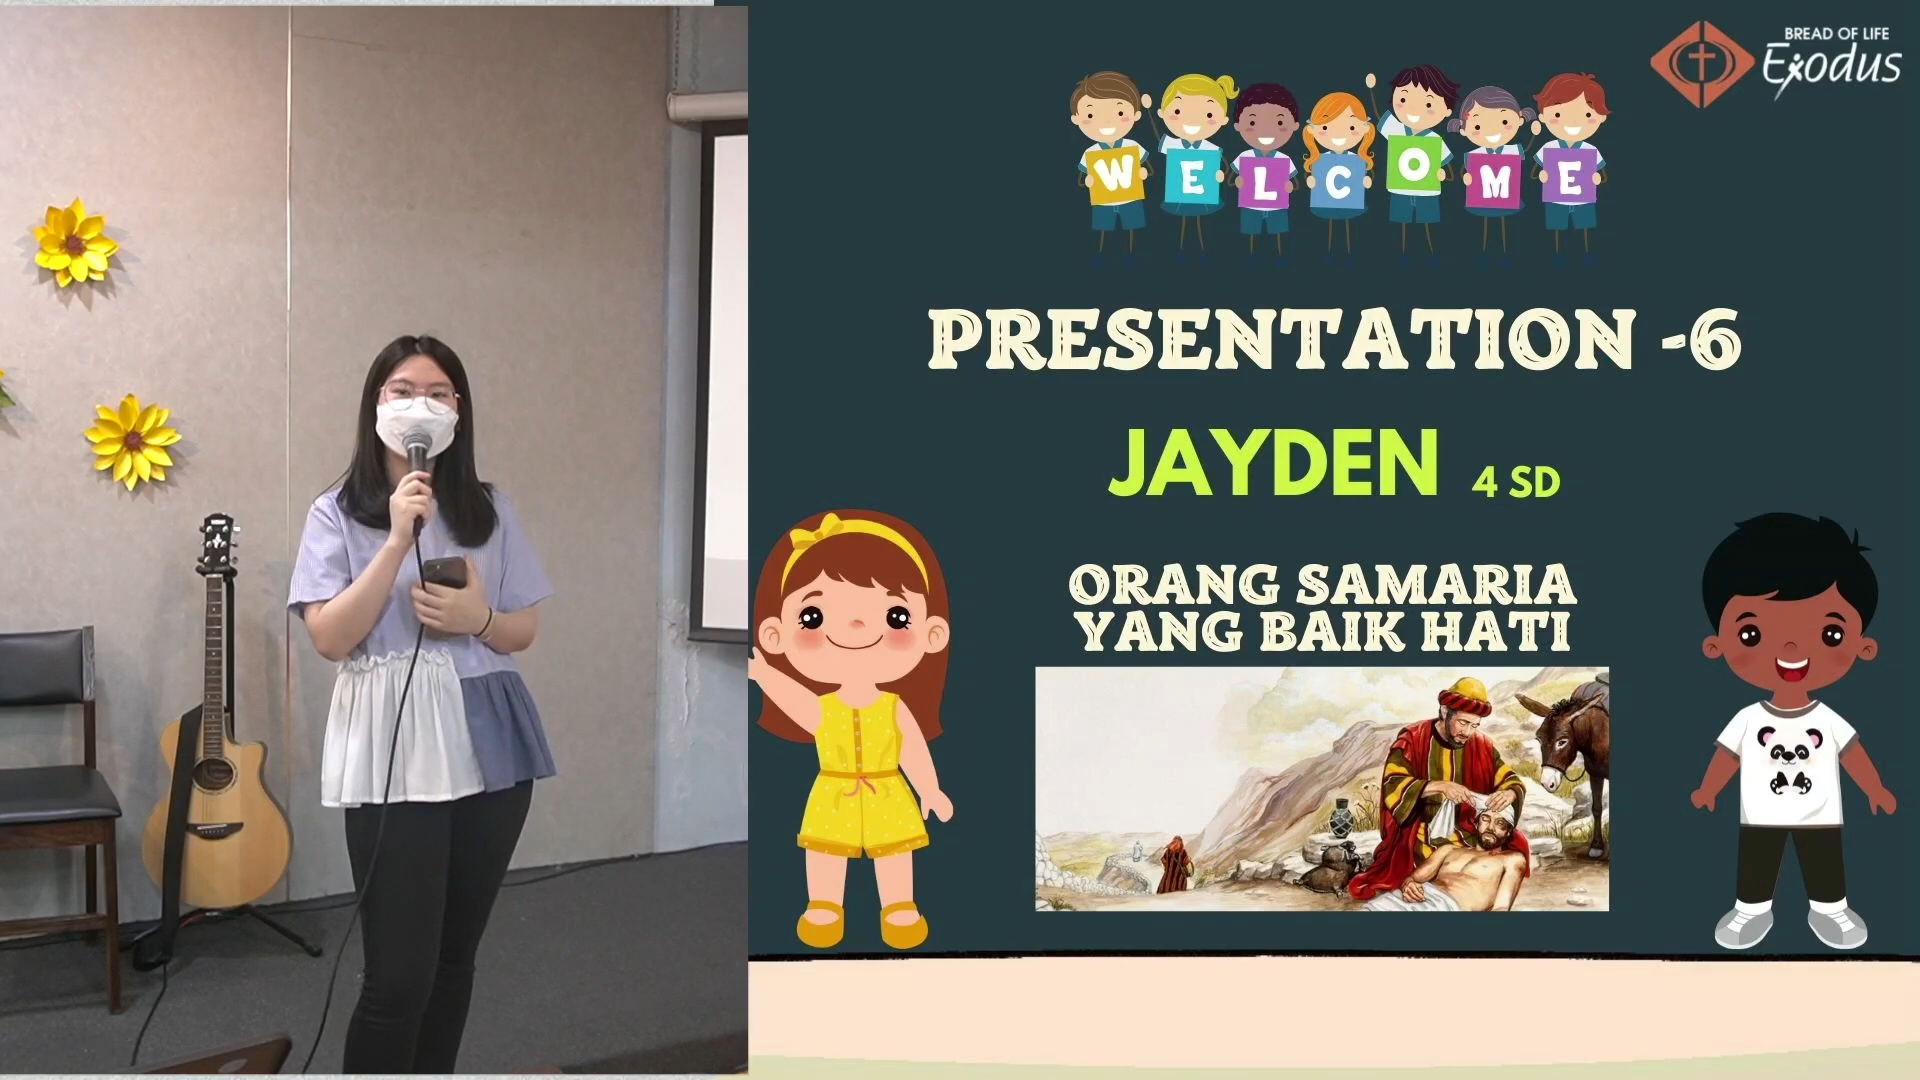 BREAD OF LIFE
Exodus
WELCOME
PRESENTATION -6
JAYDEN 4 SD
ORANG SAMARIA
YANG BAIK HATI